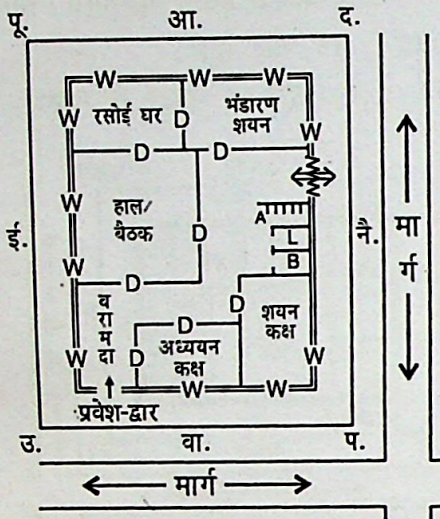 पू. आ. द.
W W W
रसोई घर भंडारण
शयन
W D W
D D
ई. W हाल/
बैठक D A L B नै. मा
र्ग
W D D शयन
कक्ष
व
रा
म
दा
D
W D अध्ययन
कक्ष W
W W
प्रवेश-द्वार
उ. वा. प.
मार्ग